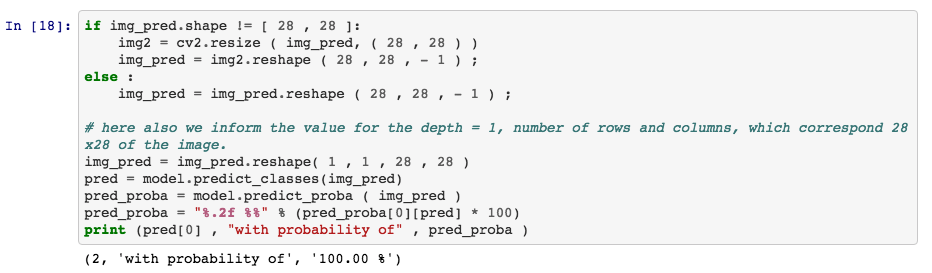 In [18]: if img_pred.shape != [ 28 , 28 ]:
    img2 = cv2.resize ( img_pred, ( 28 , 28 ) )
    img_pred = img2.reshape ( 28 , 28 , - 1 ) ;
else :
    img_pred = img_pred.reshape ( 28 , 28 , - 1 ) ;
# here also we inform the value for the depth = 1, number of rows and columns, which correspond 28
x28 of the image.
img_pred = img_pred.reshape( 1 , 1 , 28 , 28 )
pred = model.predict_classes(img_pred)
pred_proba = model.predict_proba ( img_pred )
pred_proba = "%.2f %%" % (pred_proba[0][pred] * 100)
print (pred[0] , "with probability of" , pred_proba )
(2, 'with probability of', '100.00 %')